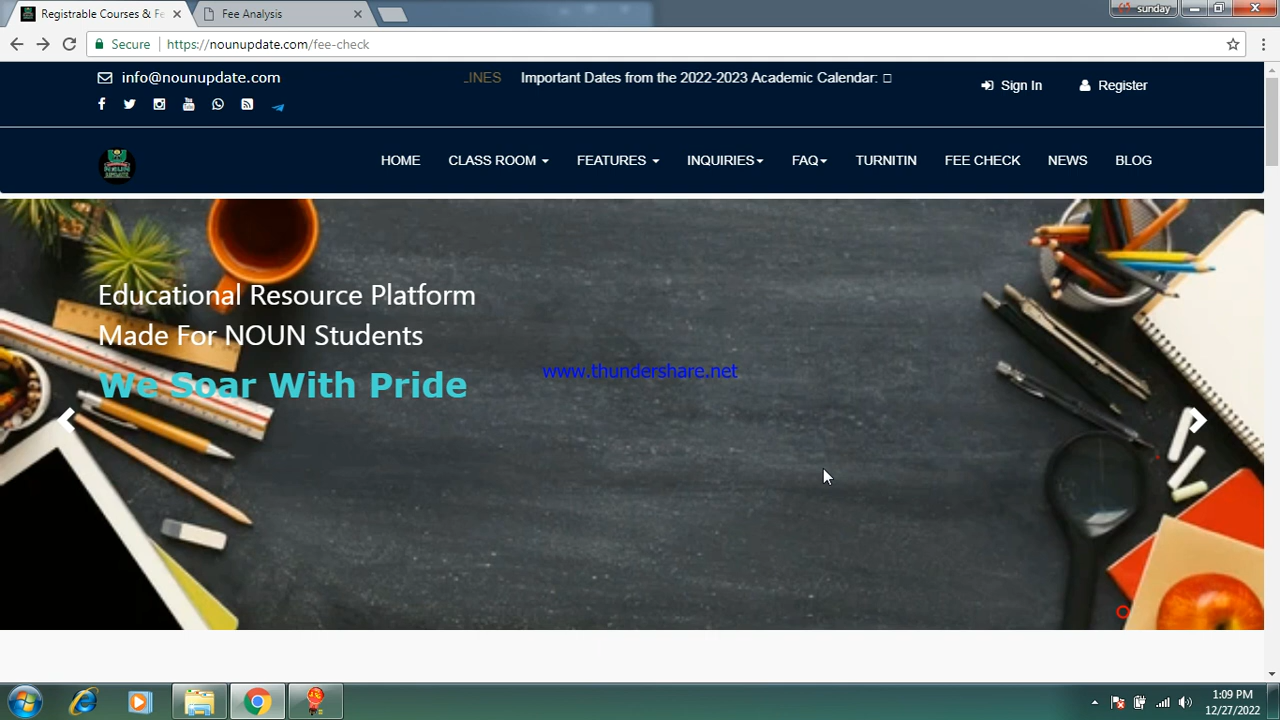 Registrable Courses & Fe
Fee Analysis
sunday
Secure
https://nounupdate.com/fee-check
info@nounupdate.com
LINES
Important Dates from the 2022-2023 Academic Calendar:
Sign In
Register
HOME
CLASS ROOM
FEATURES
INQUIRIES
FAQ
TURNITIN
FEE CHECK
NEWS
BLOG
Educational Resource Platform
Made For NOUN Students
We Soar With Pride
www.thundershare.net
1:09 PM
12/27/2022